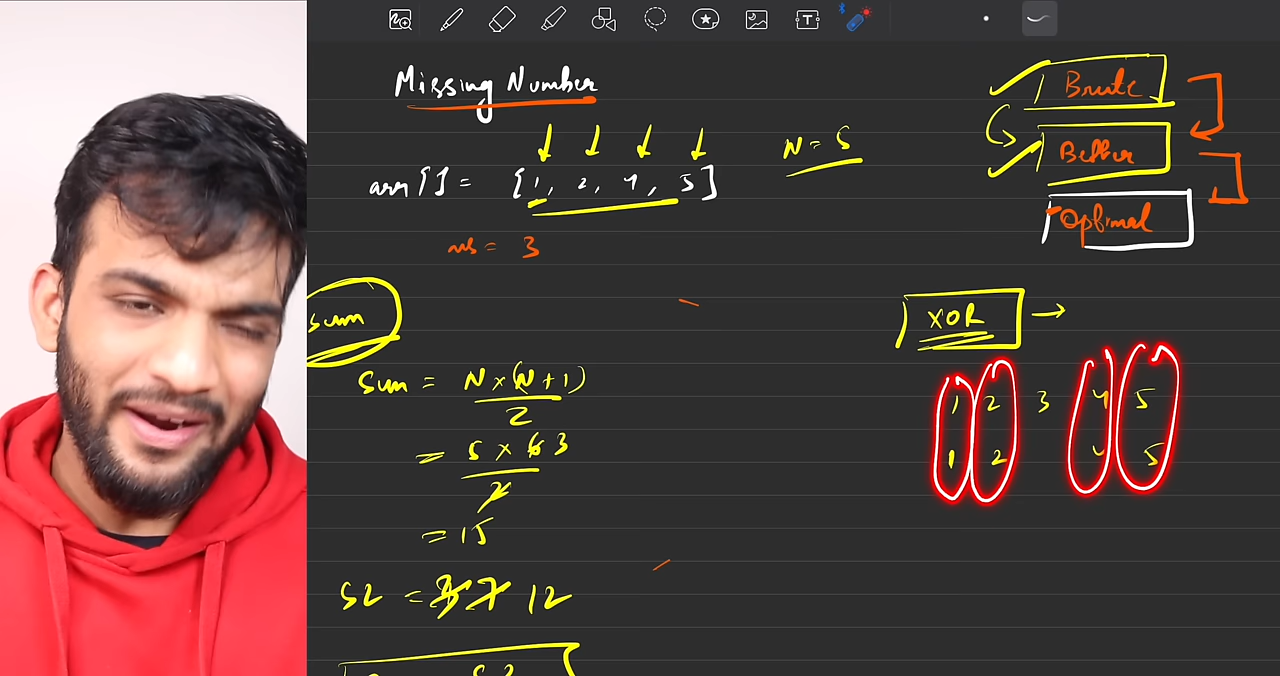 Missing Number
Brute
N = 5
Better
arr[] = [1, 2, 4, 5]
Optimal
ms = 3
sum
XOR →
Sum = N × (N + 1)
2
1 2 3 4 5
= 5 × 6 3
2
1 2 4 5
= 15
S2 = 12